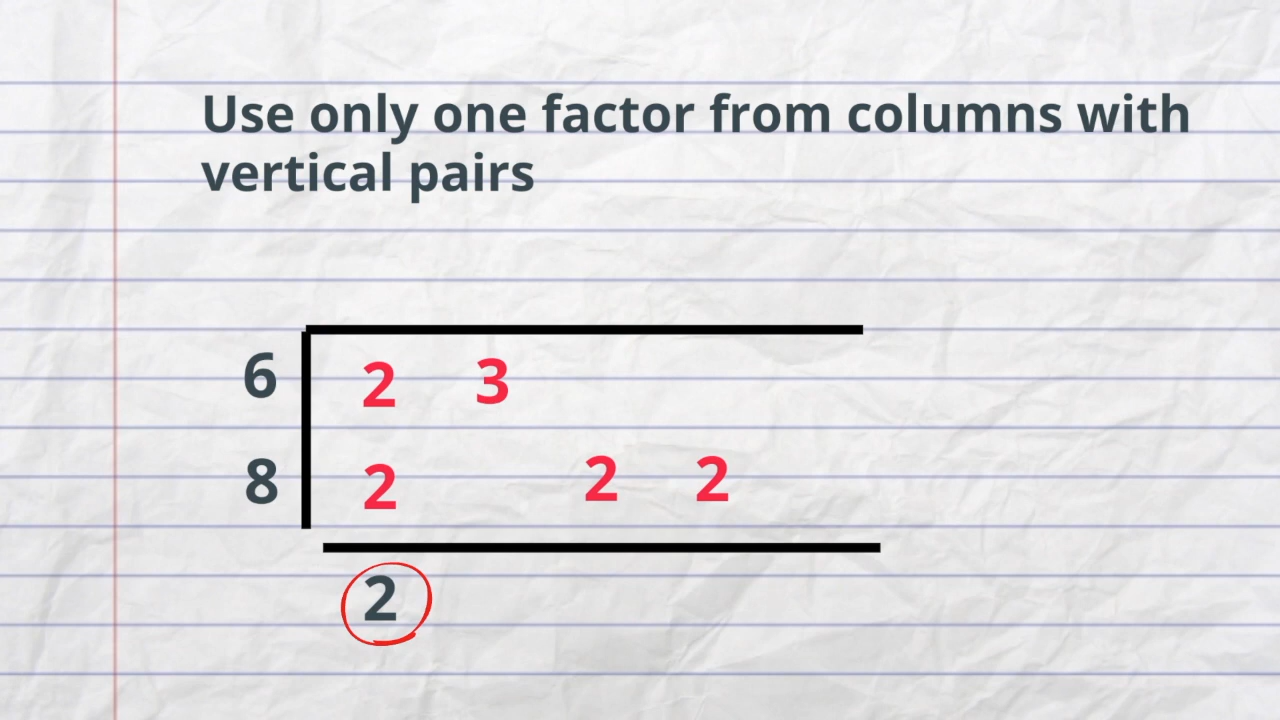 Use only one factor from columns with
vertical pairs
6 2 3
8 2 2 2
2